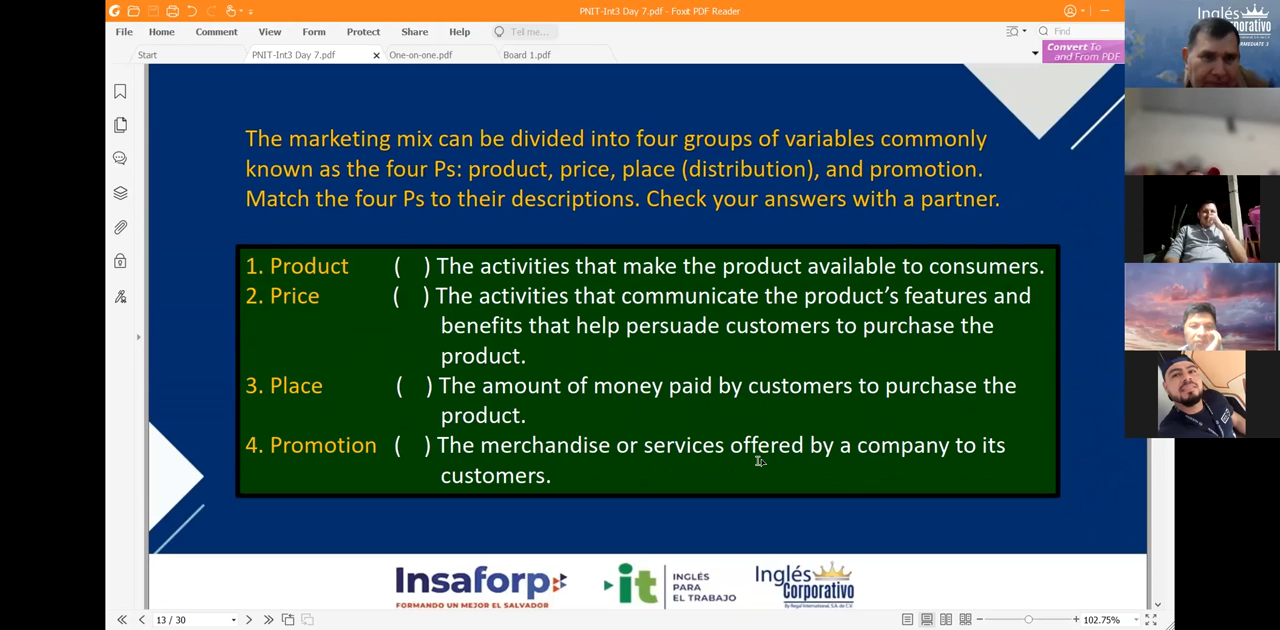 PNIT-Int3 Day 7.pdf - Foxit PDF Reader
File Home Comment View Form Protect Share Help Tell me... Find
Start PNIT-Int3 Day 7.pdf One-on-one.pdf Board 1.pdf
Convert To
and From PDF
Inglés
Corporativo
The marketing mix can be divided into four groups of variables commonly
known as the four Ps: product, price, place (distribution), and promotion.
Match the four Ps to their descriptions. Check your answers with a partner.
1. Product ( ) The activities that make the product available to consumers.
2. Price ( ) The activities that communicate the product’s features and
benefits that help persuade customers to purchase the
product.
3. Place ( ) The amount of money paid by customers to purchase the
product.
4. Promotion ( ) The merchandise or services offered by a company to its
customers.
Insaforp
FORMANDO UN MEJOR EL SALVADOR
it
INGLÉS
PARA
EL TRABAJO
Inglés
Corporativo
By Regal International, S.A. de C.V.
13 / 30
102.75%